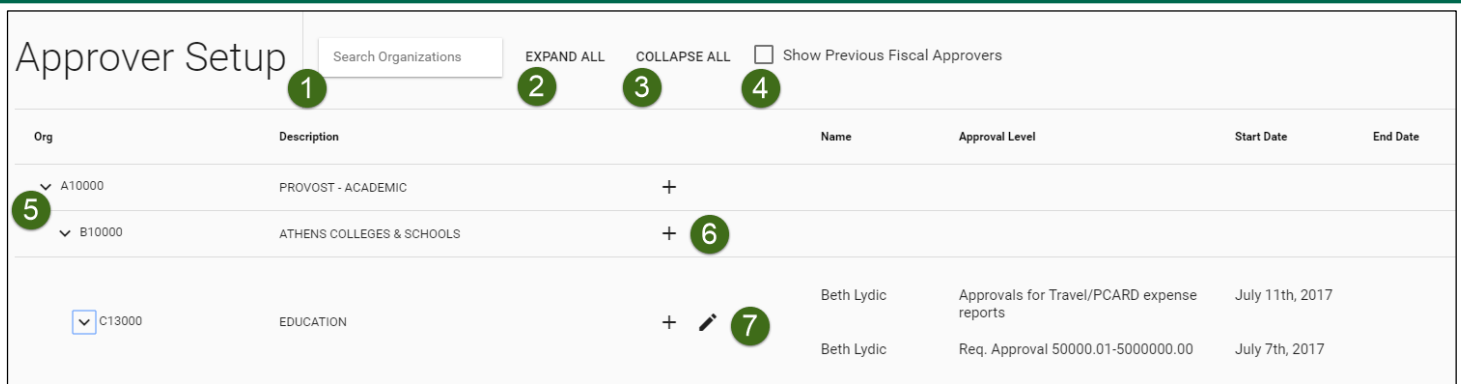 Approver Setup
Search Organizations
EXPAND ALL
COLLAPSE ALL
Show Previous Fiscal Approvers
1
2
3
4
Org Description Name Approval Level Start Date End Date
A10000 PROVOST - ACADEMIC +
5
B10000 ATHENS COLLEGES & SCHOOLS + 6
Beth Lydic Approvals for Travel/PCARD expense July 11th, 2017
reports
C13000 EDUCATION + 7
Beth Lydic Req. Approval 50000.01-5000000.00 July 7th, 2017